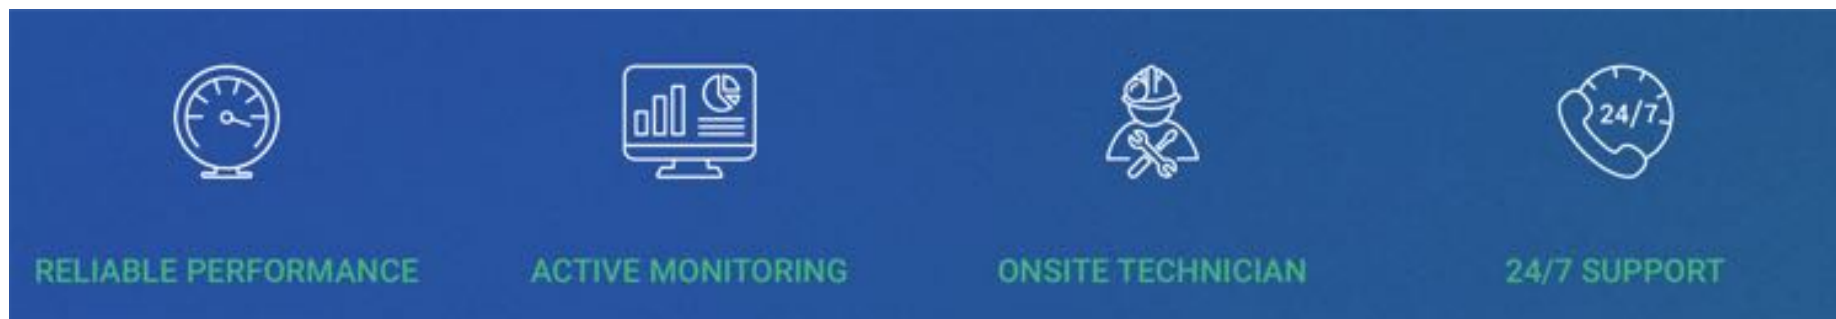 24/7
RELIABLE PERFORMANCE
ACTIVE MONITORING
ONSITE TECHNICIAN
24/7 SUPPORT